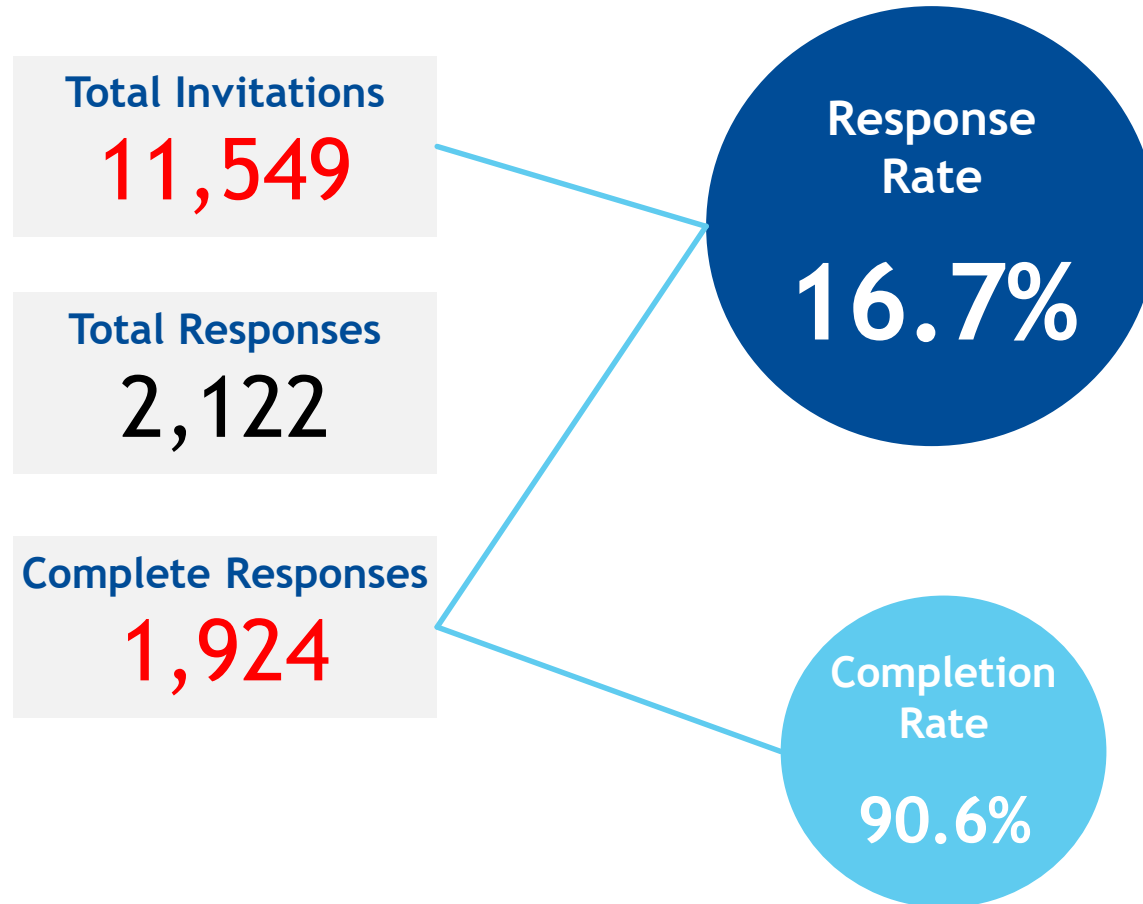 Total Invitations
11,549
Total Responses
2,122
Complete Responses
1,924
Response
Rate
16.7%
Completion
Rate
90.6%